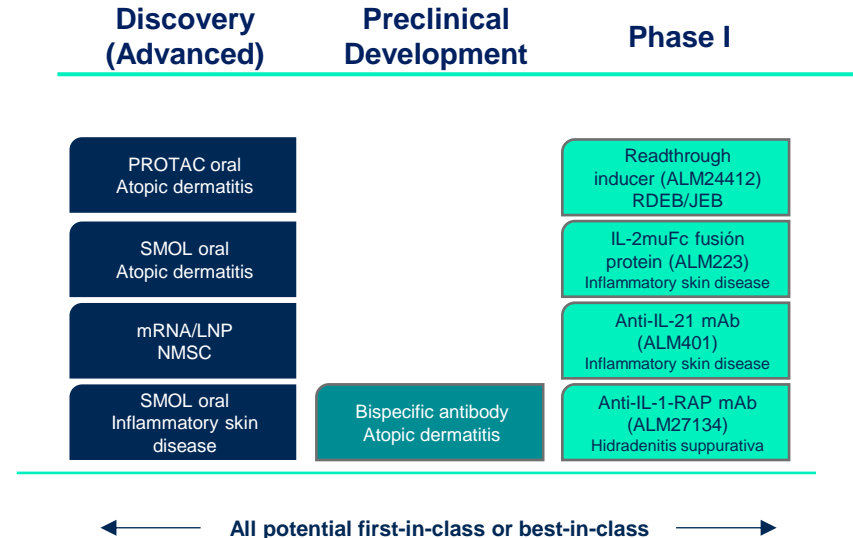 Discovery
(Advanced)
Preclinical
Development
Phase I
PROTAC oral
Atopic dermatitis
SMOL oral
Atopic dermatitis
mRNA/LNP
NMSC
SMOL oral
Inflammatory skin
disease
Bispecific antibody
Atopic dermatitis
Readthrough
inducer (ALM24412)
RDEB/JEB
IL-2muFc fusión
protein (ALM223)
Inflammatory skin disease
Anti-IL-21 mAb
(ALM401)
Inflammatory skin disease
Anti-IL-1-RAP mAb
(ALM27134)
Hidradenitis suppurativa
All potential first-in-class or best-in-class